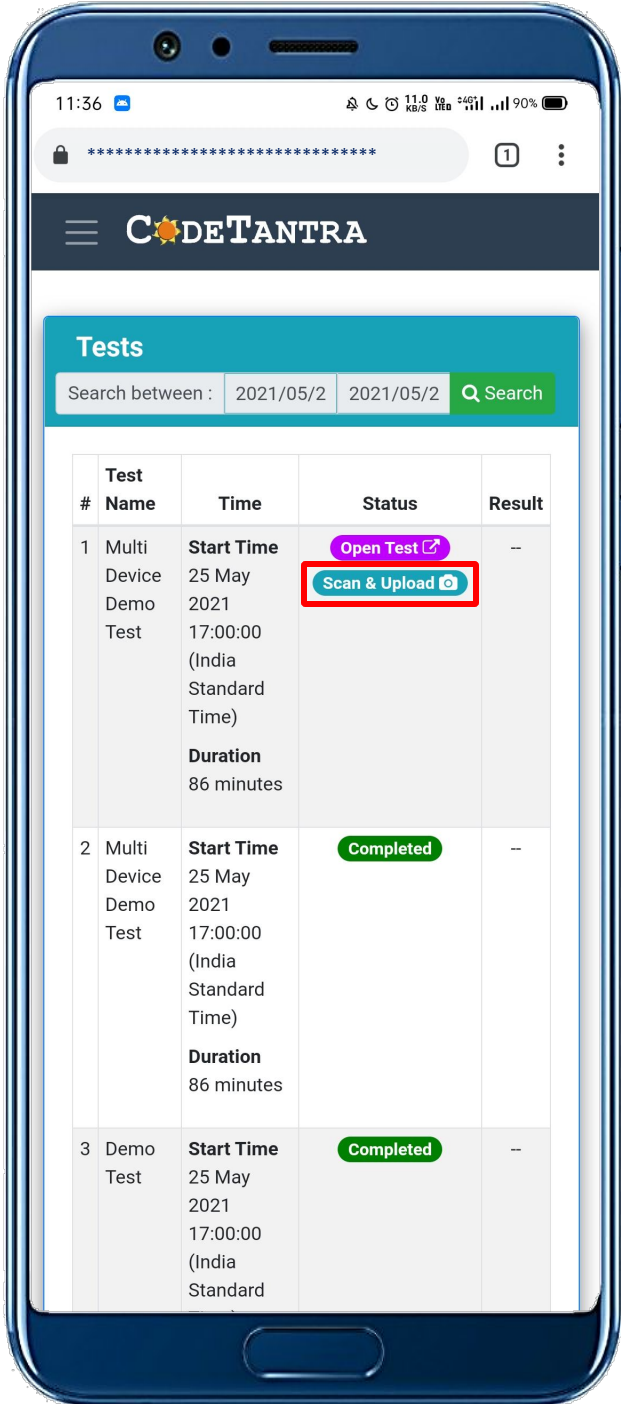 11:36 11.0 KB/S Vo LTE 4G 90%
******************************* 1
CODETANTRA
Tests
Search between : 2021/05/2 2021/05/2 Search
# Test Name Time Status Result
1 Multi Device Demo Test Start Time Open Test --
25 May Scan & Upload
2021
17:00:00
(India
Standard
Time)
Duration
86 minutes
2 Multi Device Demo Test Start Time Completed --
25 May
2021
17:00:00
(India
Standard
Time)
Duration
86 minutes
3 Demo Test Start Time Completed --
25 May
2021
17:00:00
(India
Standard